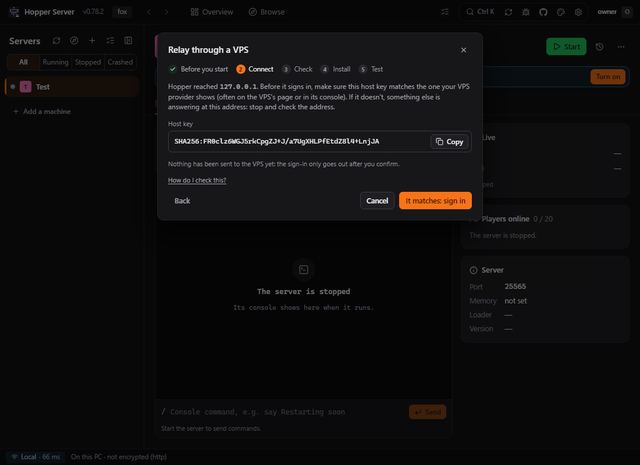 Hopper Server v0.78.2 fox Overview Browse Ctrl K owner O
Servers
All Running Stopped Crashed
T Test
+ Add a machine
Start
Turn on
Relay through a VPS
Before you start 2 Connect 3 Check 4 Install 5 Test
Hopper reached 127.0.0.1. Before it signs in, make sure this host key matches the one your VPS
provider shows (often on the VPS's page or in its console). If it doesn't, something else is
answering at this address: stop and check the address.
Host key
SHA256:FR0clz6WGJ5rkCpgZJ+J/a7UgXHLPfEtdZ8l4+LnjJA Copy
Nothing has been sent to the VPS yet: the sign-in only goes out after you confirm.
How do I check this?
Back Cancel It matches: sign in
Live
Players online 0 / 20
The server is stopped.
Server
Port 25565
Memory not set
Loader —
Version —
The server is stopped
Its console shows here when it runs.
/ Console command, e.g. say Restarting soon Send
Start the server to send commands.
Local · 66 ms On this PC · not encrypted (http)